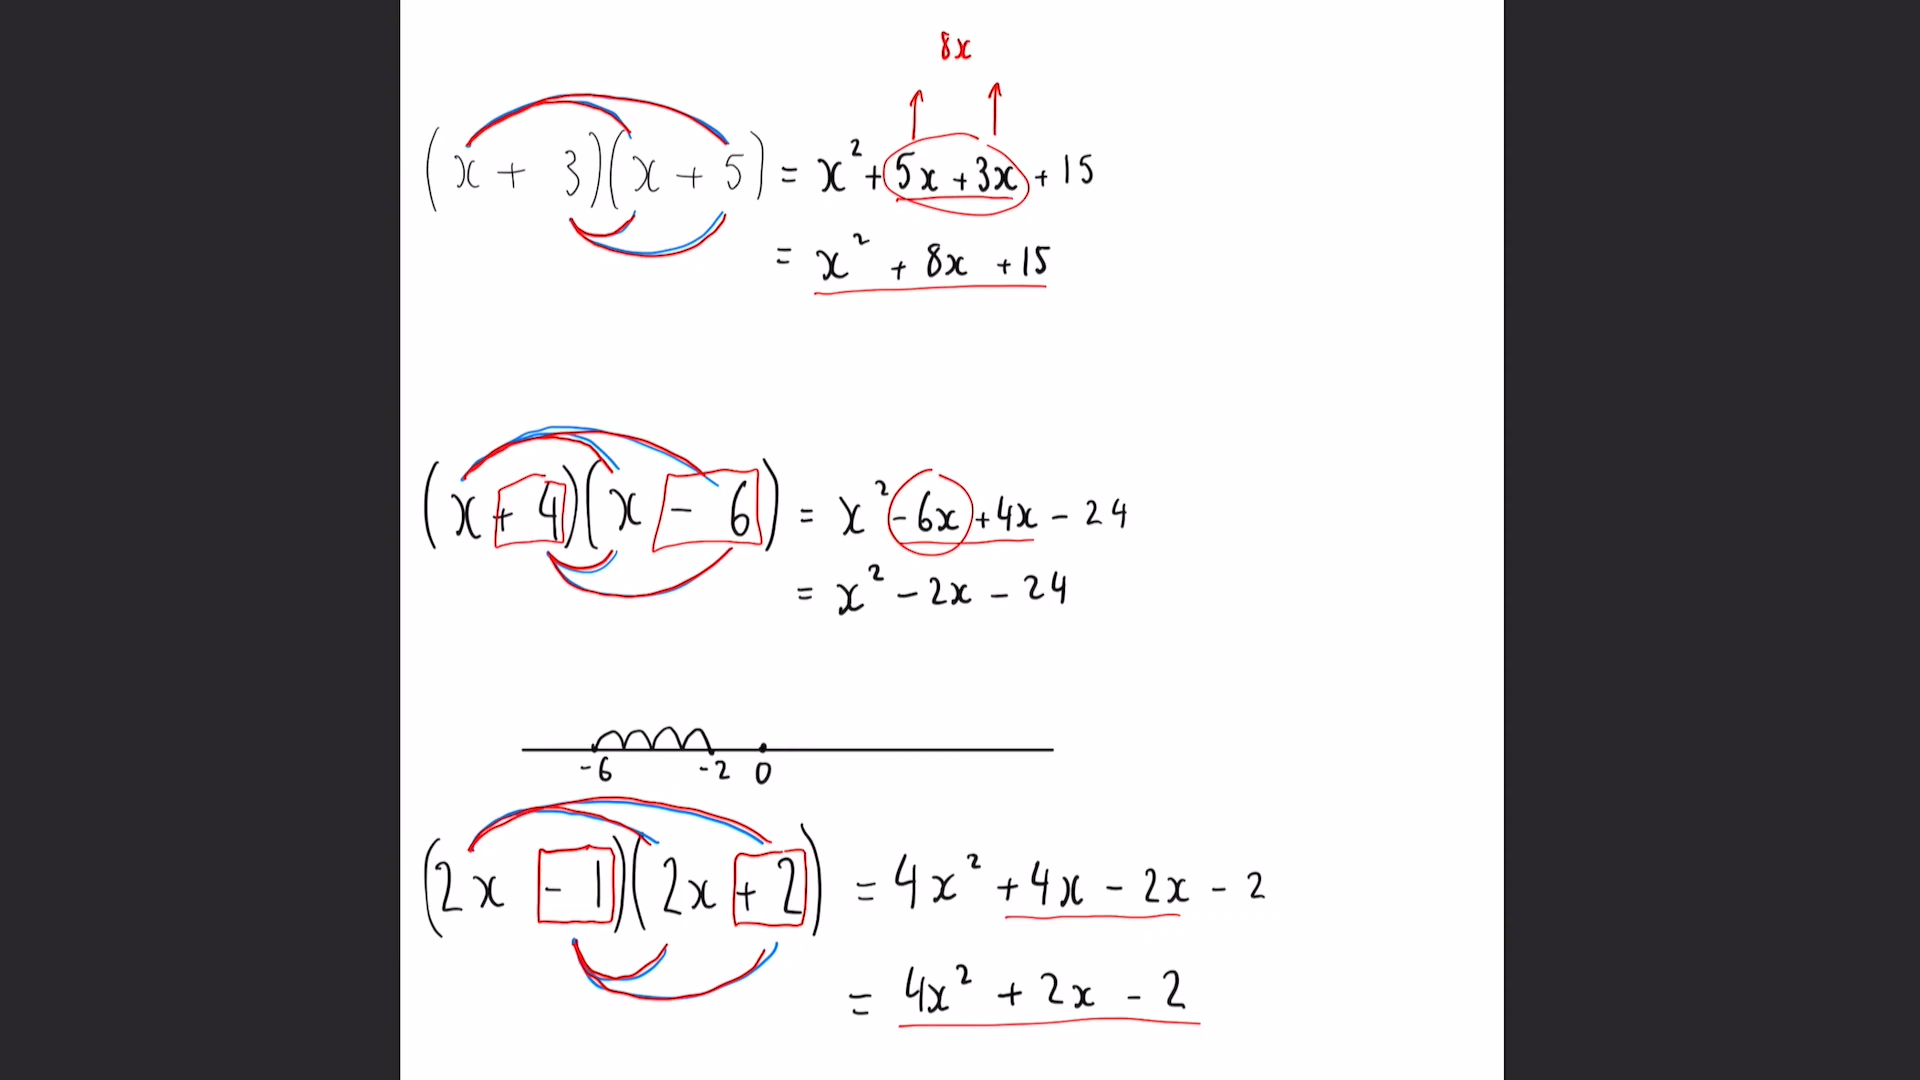 8x
(x + 3)(x + 5) = x² + 5x + 3x + 15
= x² + 8x + 15
(x + 4)(x - 6) = x² - 6x + 4x - 24
= x² - 2x - 24
-6 -2 0
(2x - 1)(2x + 2) = 4x² + 4x - 2x - 2
= 4x² + 2x - 2